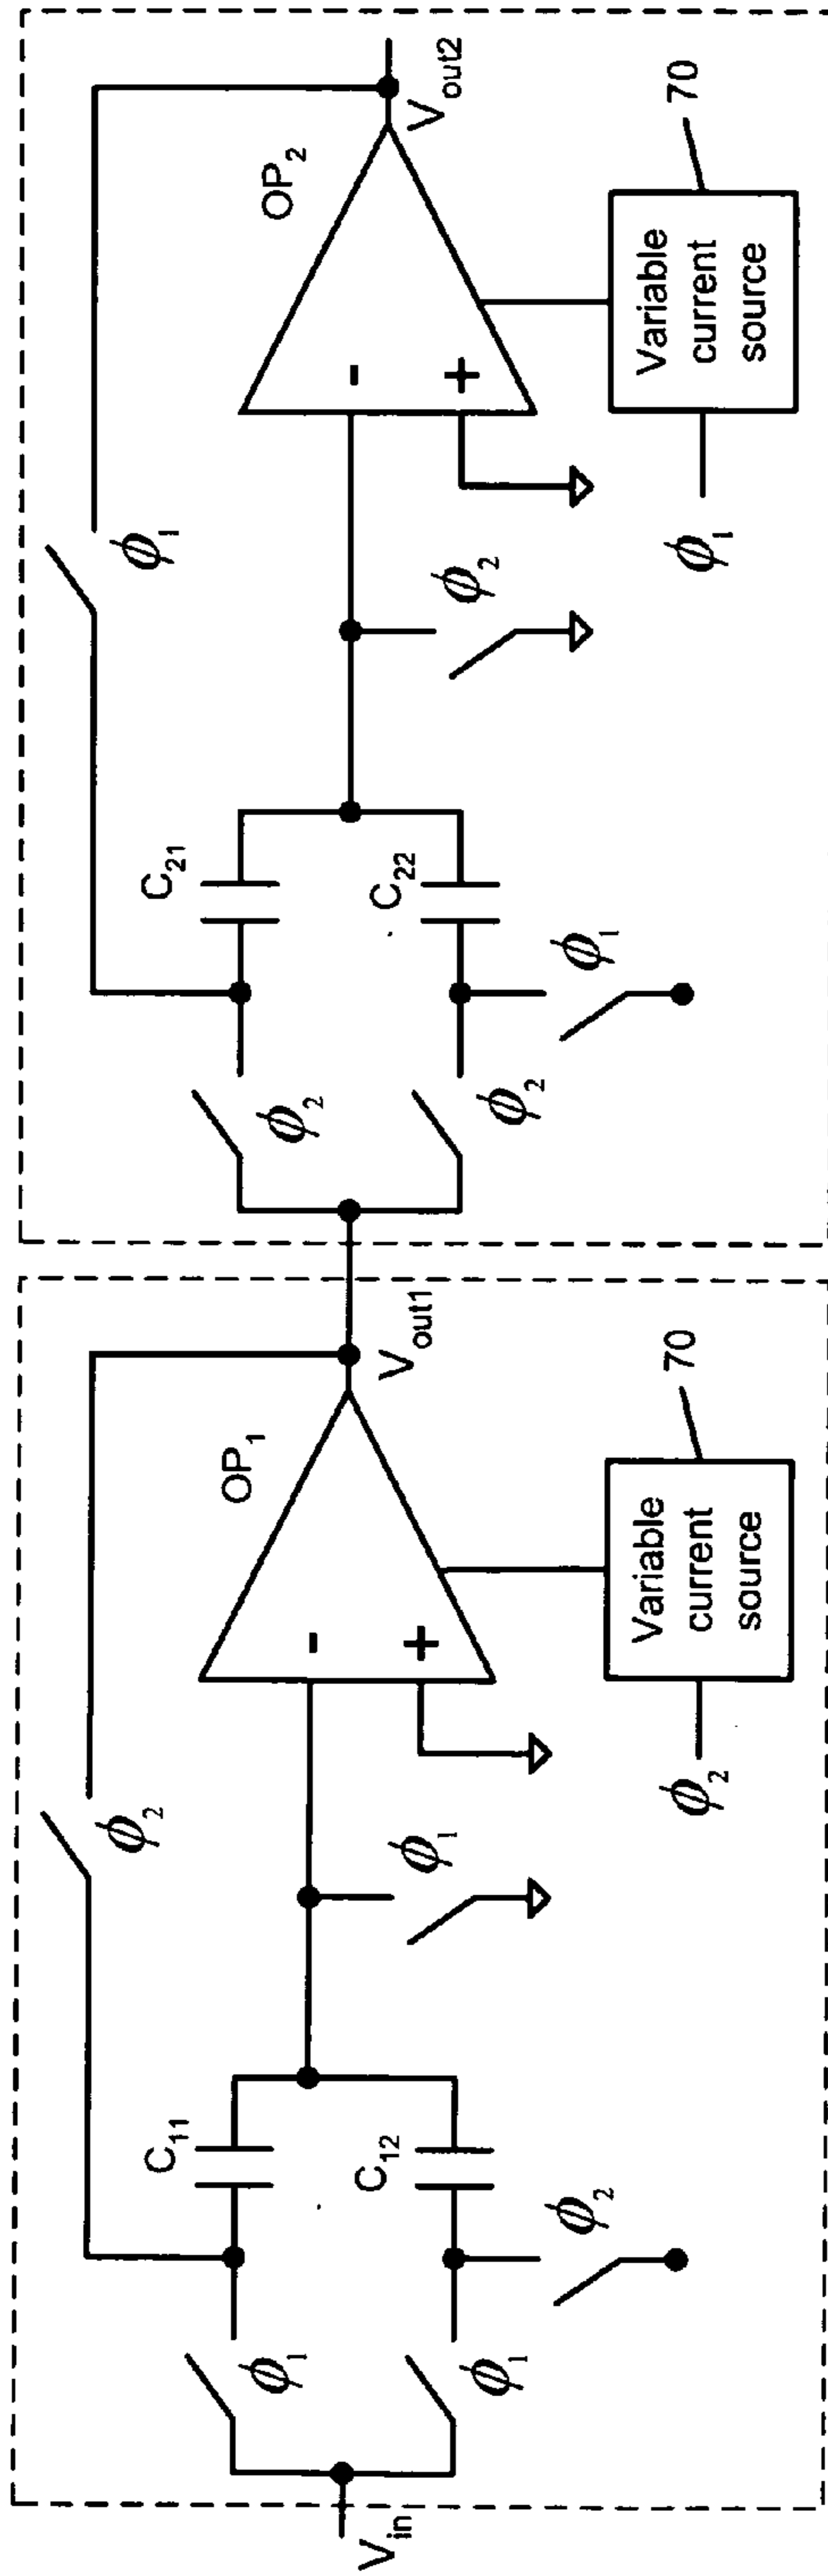 V_in
ϕ₁
ϕ₁
C₁₁
C₁₂
ϕ₂
ϕ₂
ϕ₁
OP₁
-
+
ϕ₂
Variable
current
source
70
V_out1
ϕ₂
ϕ₂
C₂₁
C₂₂
ϕ₁
ϕ₁
ϕ₂
OP₂
-
+
ϕ₁
Variable
current
source
70
V_out2